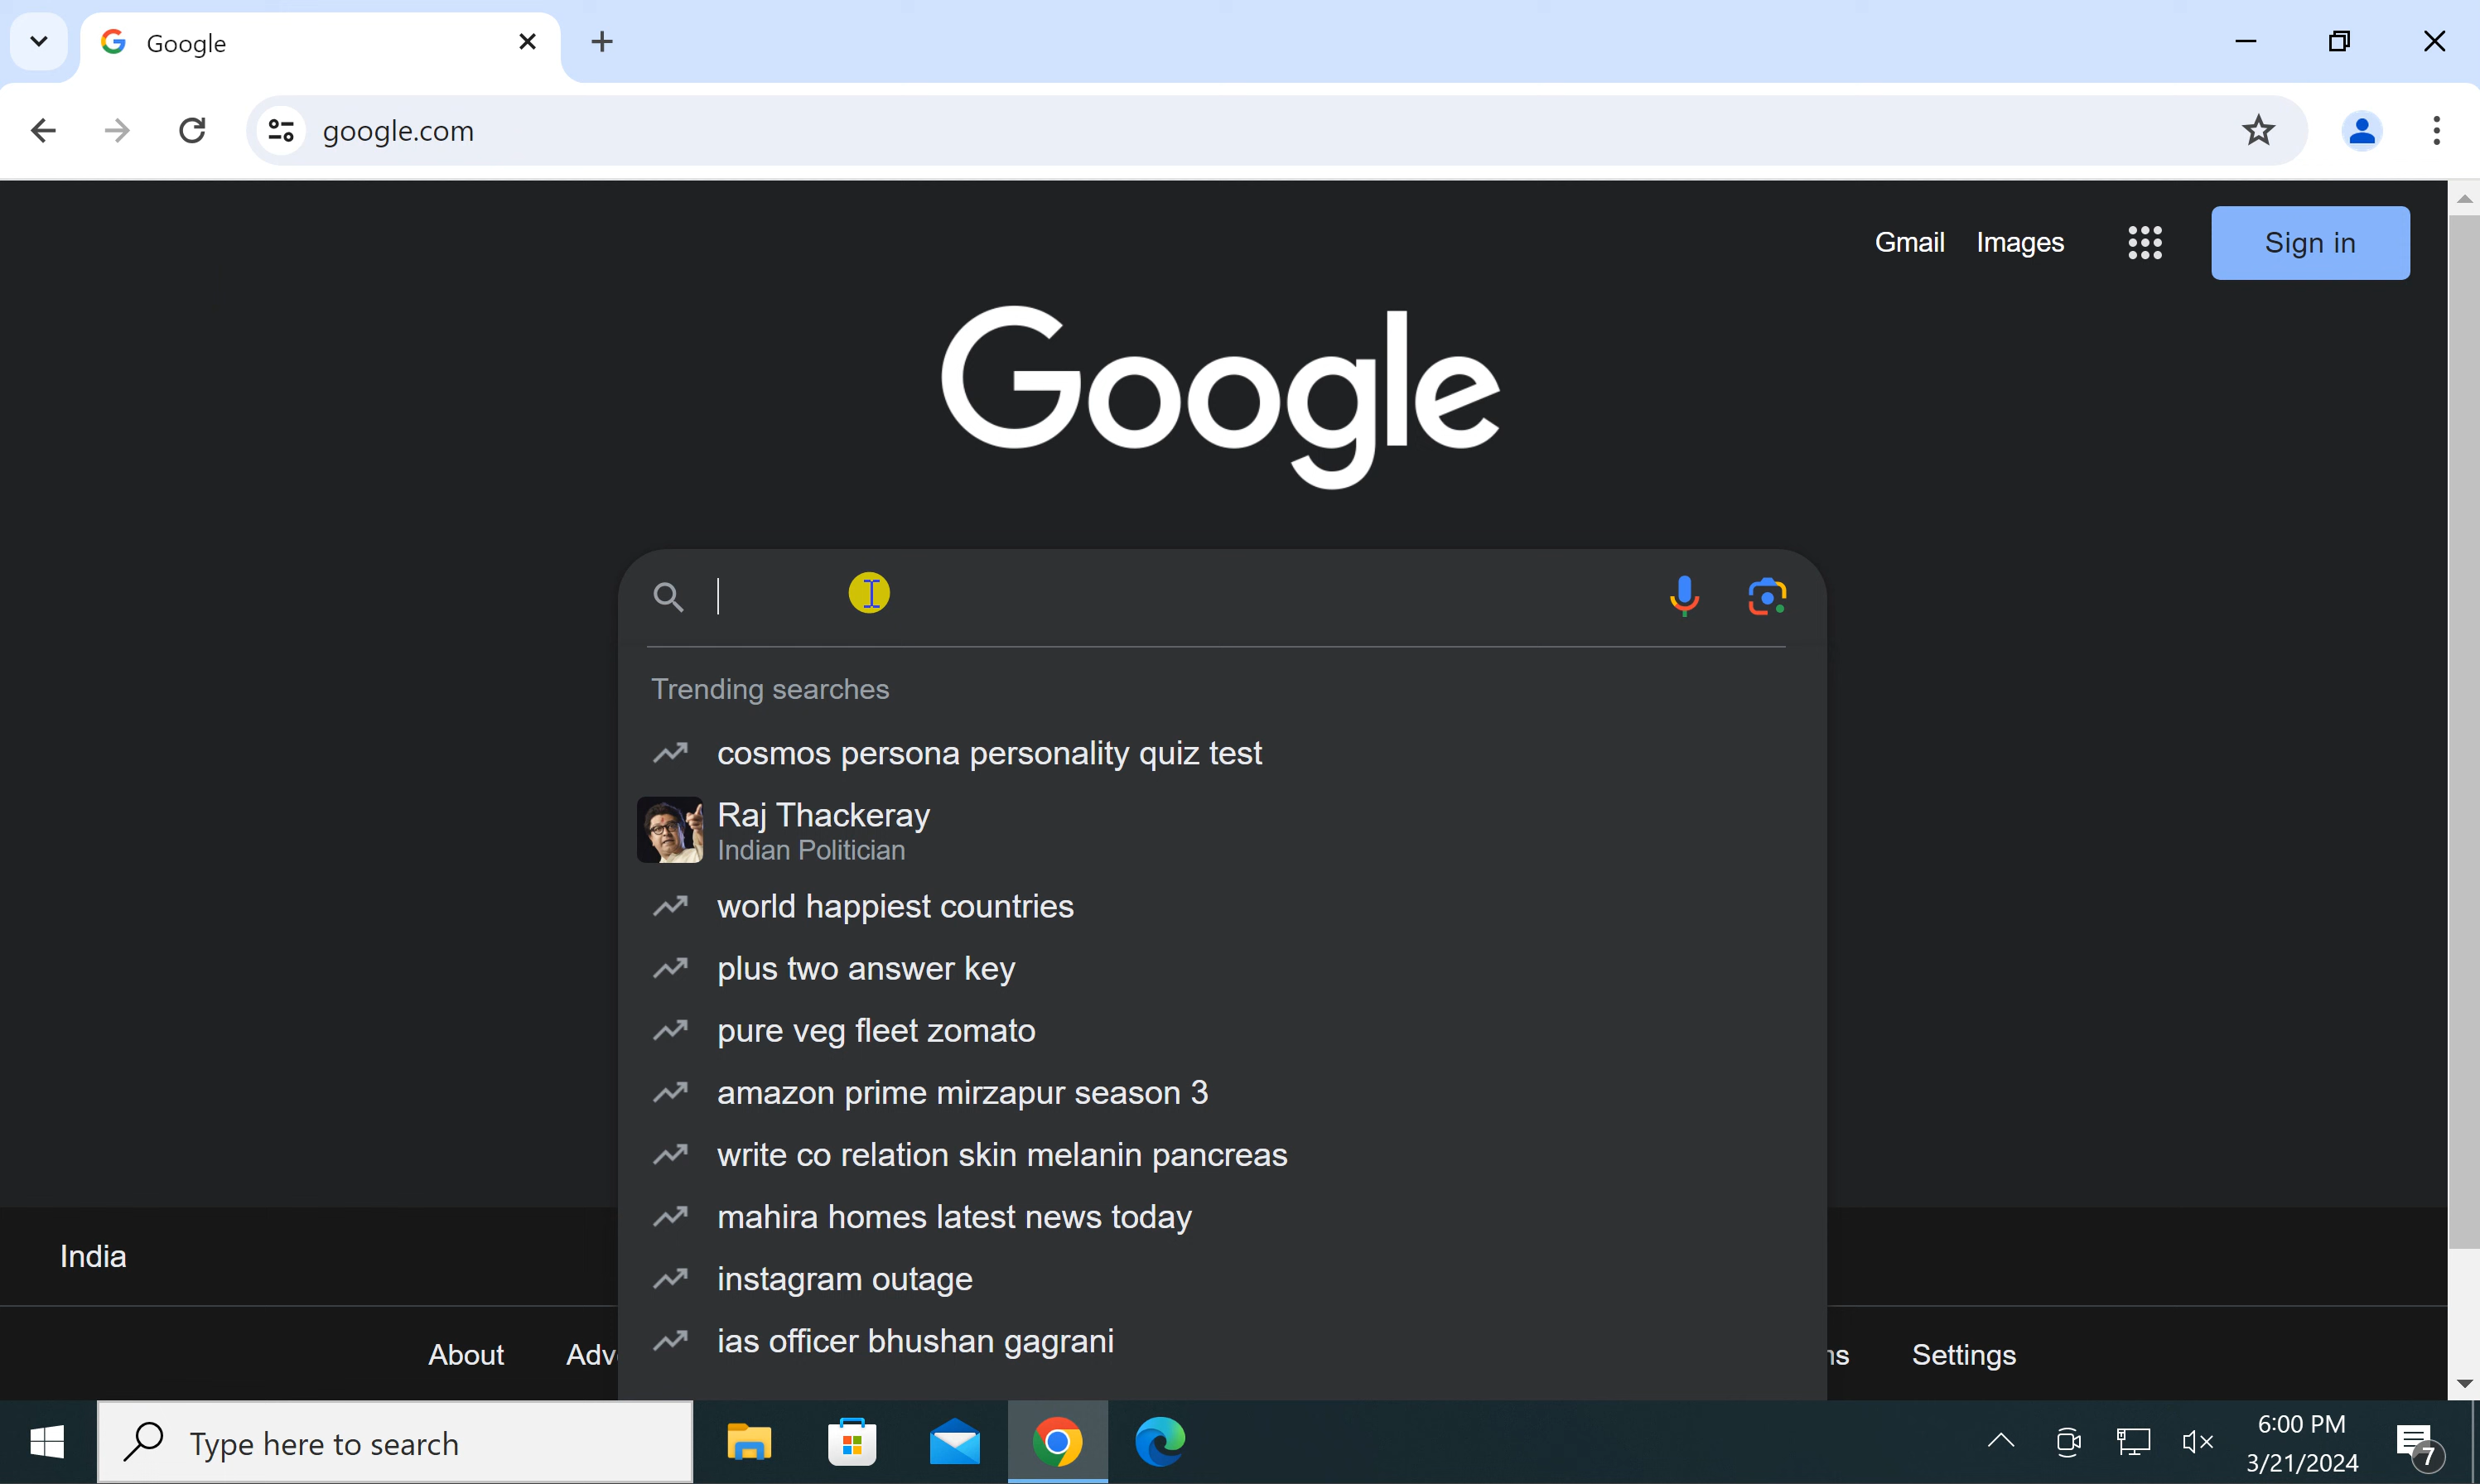 Google
google.com
Gmail Images Sign in
Google
Trending searches
cosmos persona personality quiz test
Raj Thackeray
Indian Politician
world happiest countries
plus two answer key
pure veg fleet zomato
amazon prime mirzapur season 3
write co relation skin melanin pancreas
mahira homes latest news today
instagram outage
ias officer bhushan gagrani
India
About Adv ns Settings
Type here to search
6:00 PM
3/21/2024
7